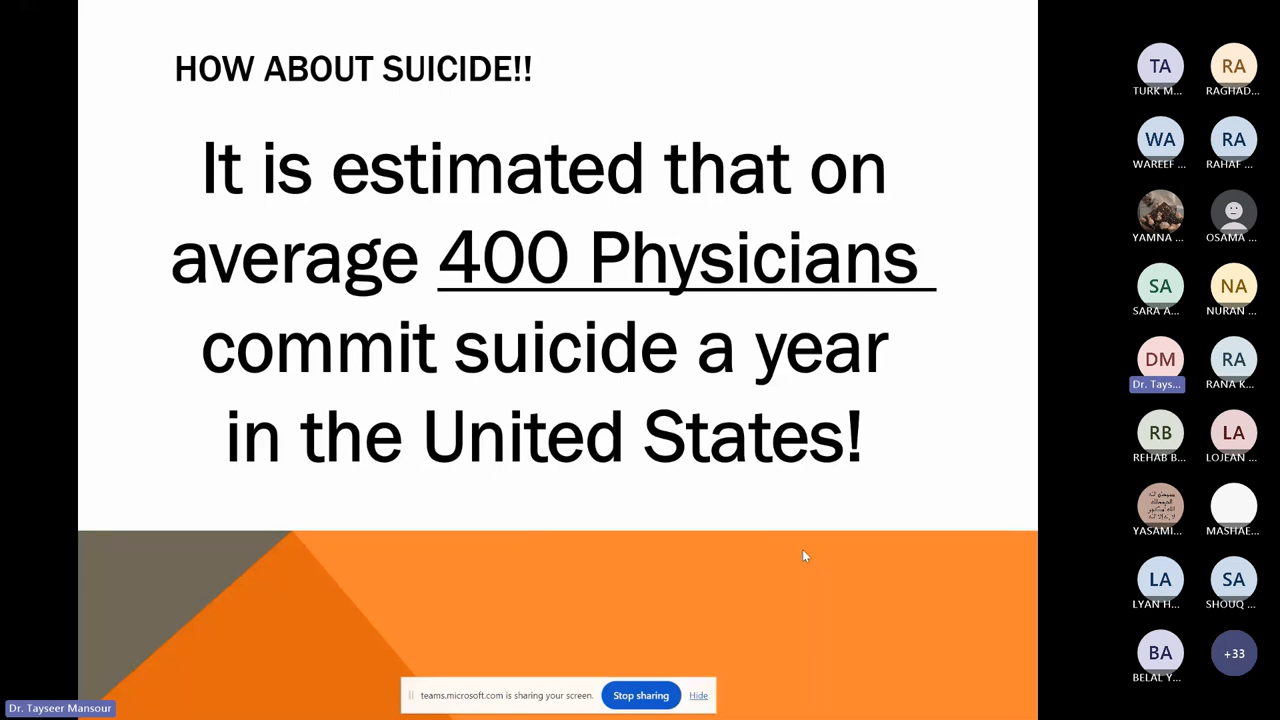 HOW ABOUT SUICIDE!!
It is estimated that on
average 400 Physicians
commit suicide a year
in the United States!
TA
TURK M...
RA
RAGHAD...
WA
WAREEF ...
RA
RAHAF ...
YAMNA ...
OSAMA ...
SA
SARA A...
NA
NURAN ...
DM
Dr. Tays...
RA
RANA K...
RB
REHAB B...
LA
LOJEAN ...
YASAMI...
MASHAE...
LA
LYAN H...
SA
SHOUQ ...
BA
BELAL Y...
+33
teams.microsoft.com is sharing your screen.
Stop sharing
Hide
Dr. Tayseer Mansour